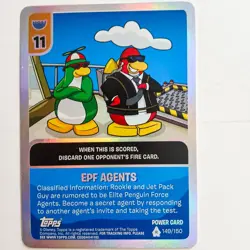 11
WHEN THIS IS SCORED,
DISCARD ONE OPPONENT'S FIRE CARD.
EPF AGENTS
Classified Information: Rookie and Jet Pack
Guy are rumored to be Elite Penguin Force
Agents. Become a secret agent by responding
to another agent's invite and taking the test.
Topps
POWER CARD
149/150